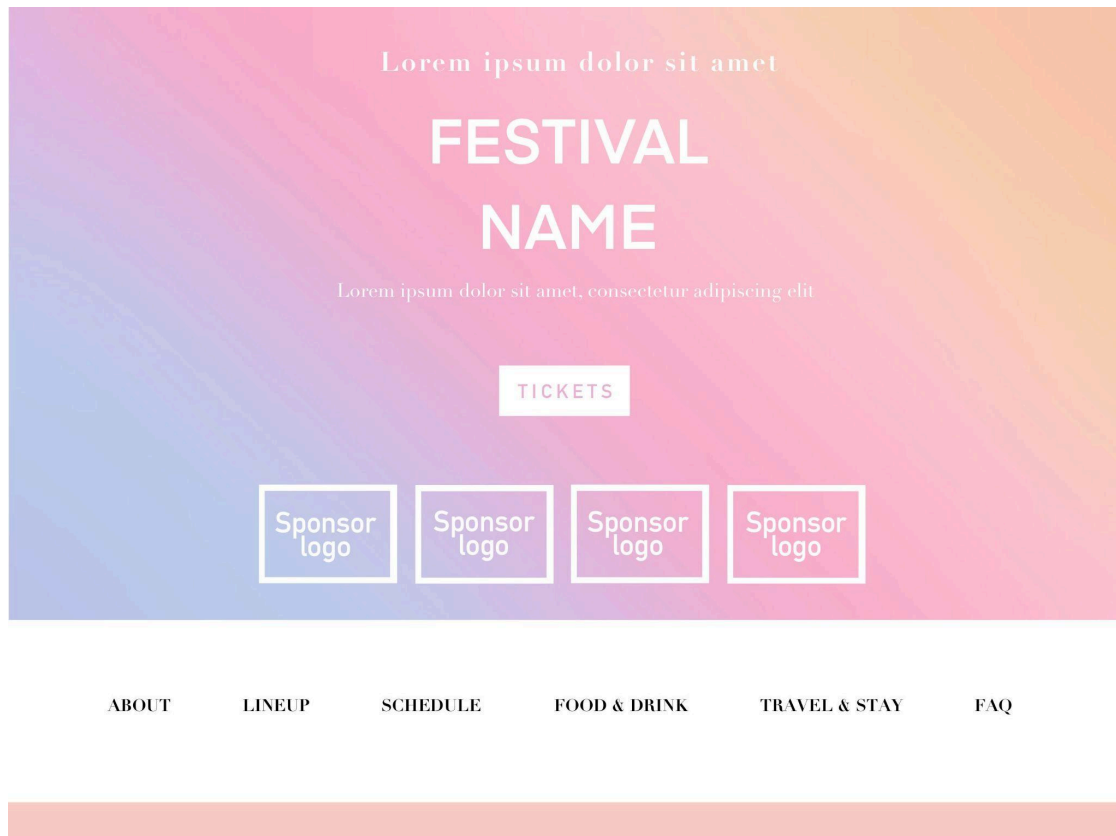 Lorem ipsum dolor sit amet
FESTIVAL
NAME
Lorem ipsum dolor sit amet, consectetur adipiscing elit
TICKETS
Sponsor
logo
Sponsor
logo
Sponsor
logo
Sponsor
logo
ABOUT
LINEUP
SCHEDULE
FOOD & DRINK
TRAVEL & STAY
FAQ